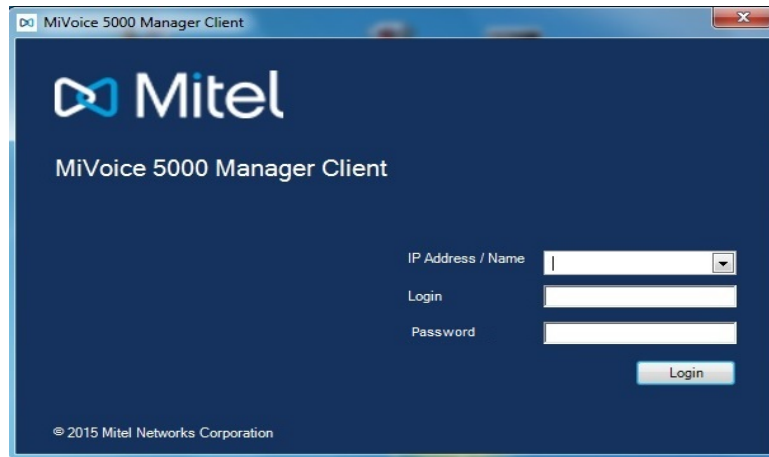 MiVoice 5000 Manager Client
Mitel
MiVoice 5000 Manager Client
IP Address / Name
Login
Password
Login
© 2015 Mitel Networks Corporation